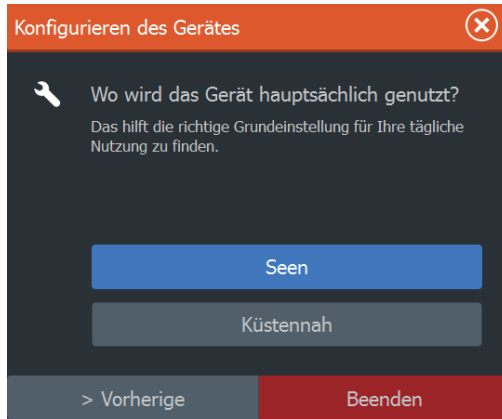 Konfigurieren des Gerätes
Wo wird das Gerät hauptsächlich genutzt?
Das hilft die richtige Grundeinstellung für Ihre tägliche
Nutzung zu finden.
Seen
Küstennah
> Vorherige
Beenden